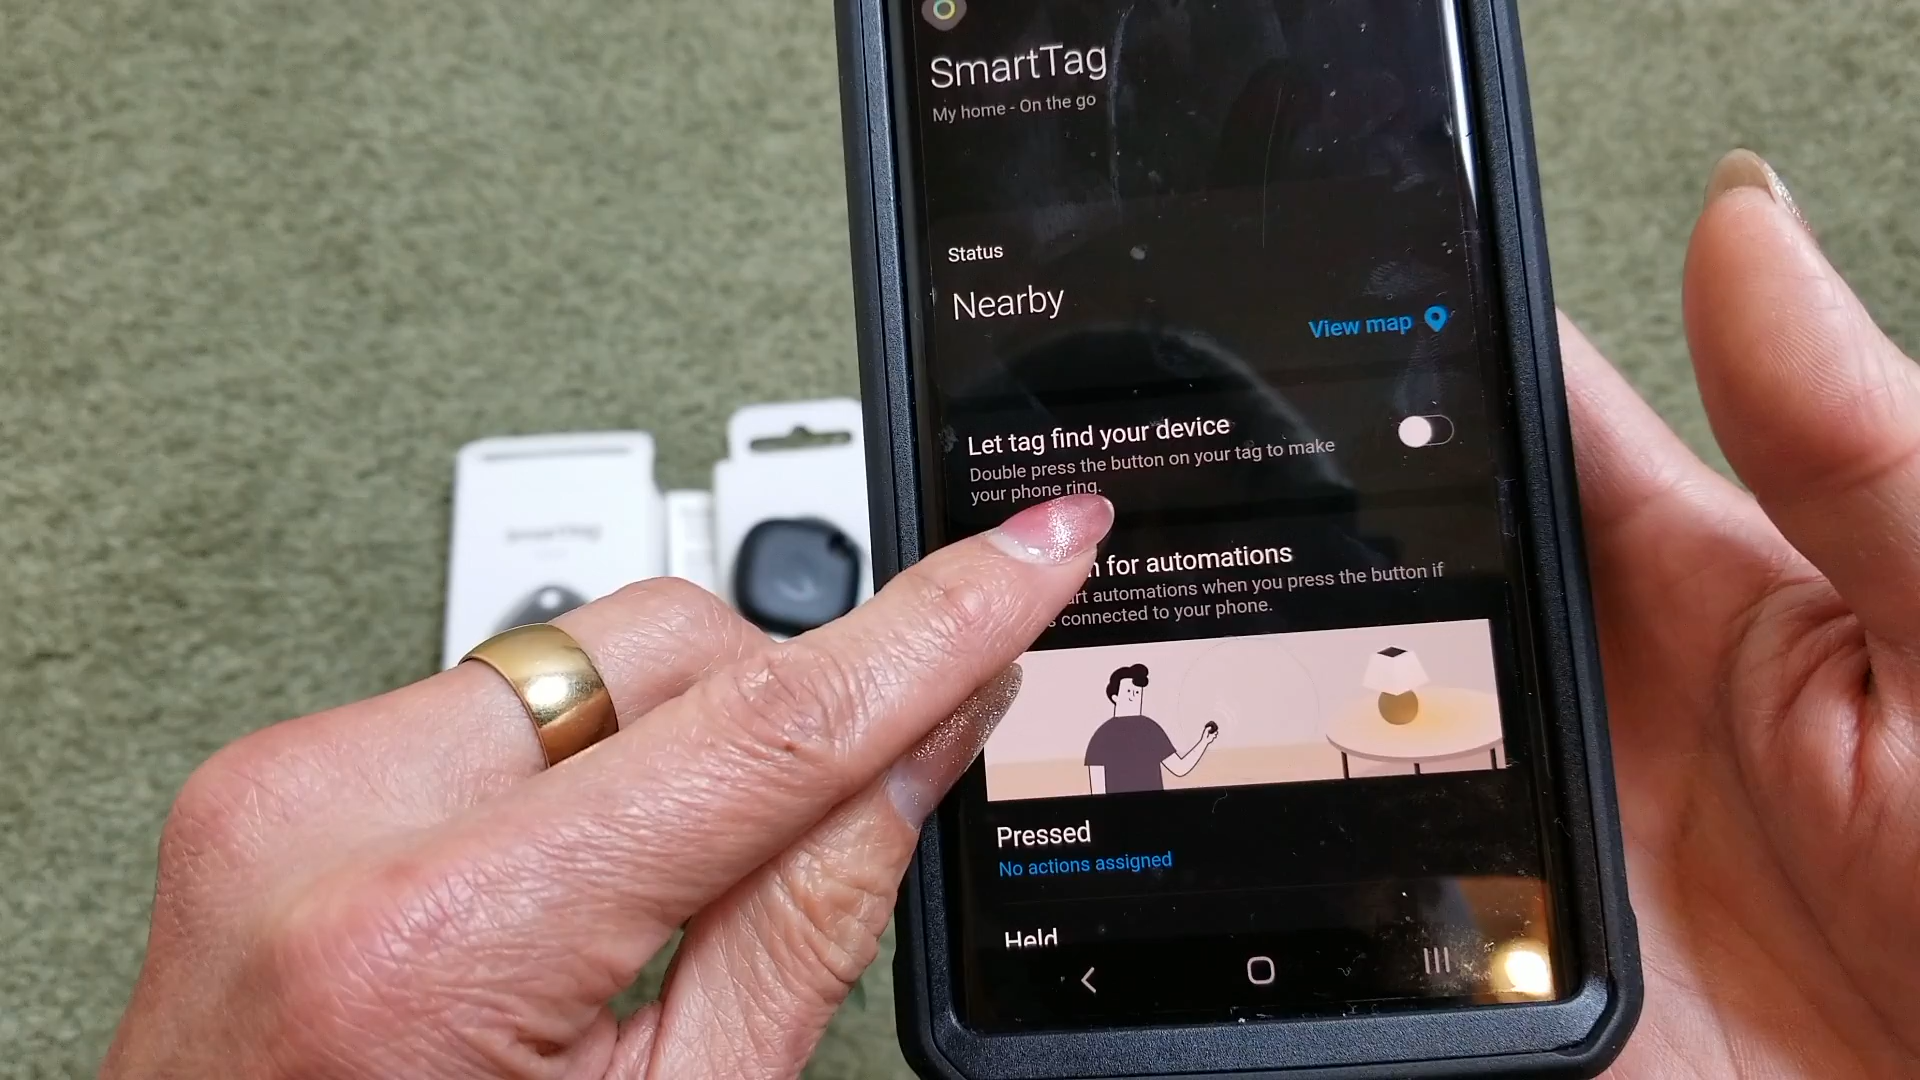 SmartTag
My home - On the go
Status
Nearby
View map
Let tag find your device
Double press the button on your tag to make
your phone ring.
for automations
automations when you press the button if
connected to your phone.
Pressed
No actions assigned
Held
SmartTag